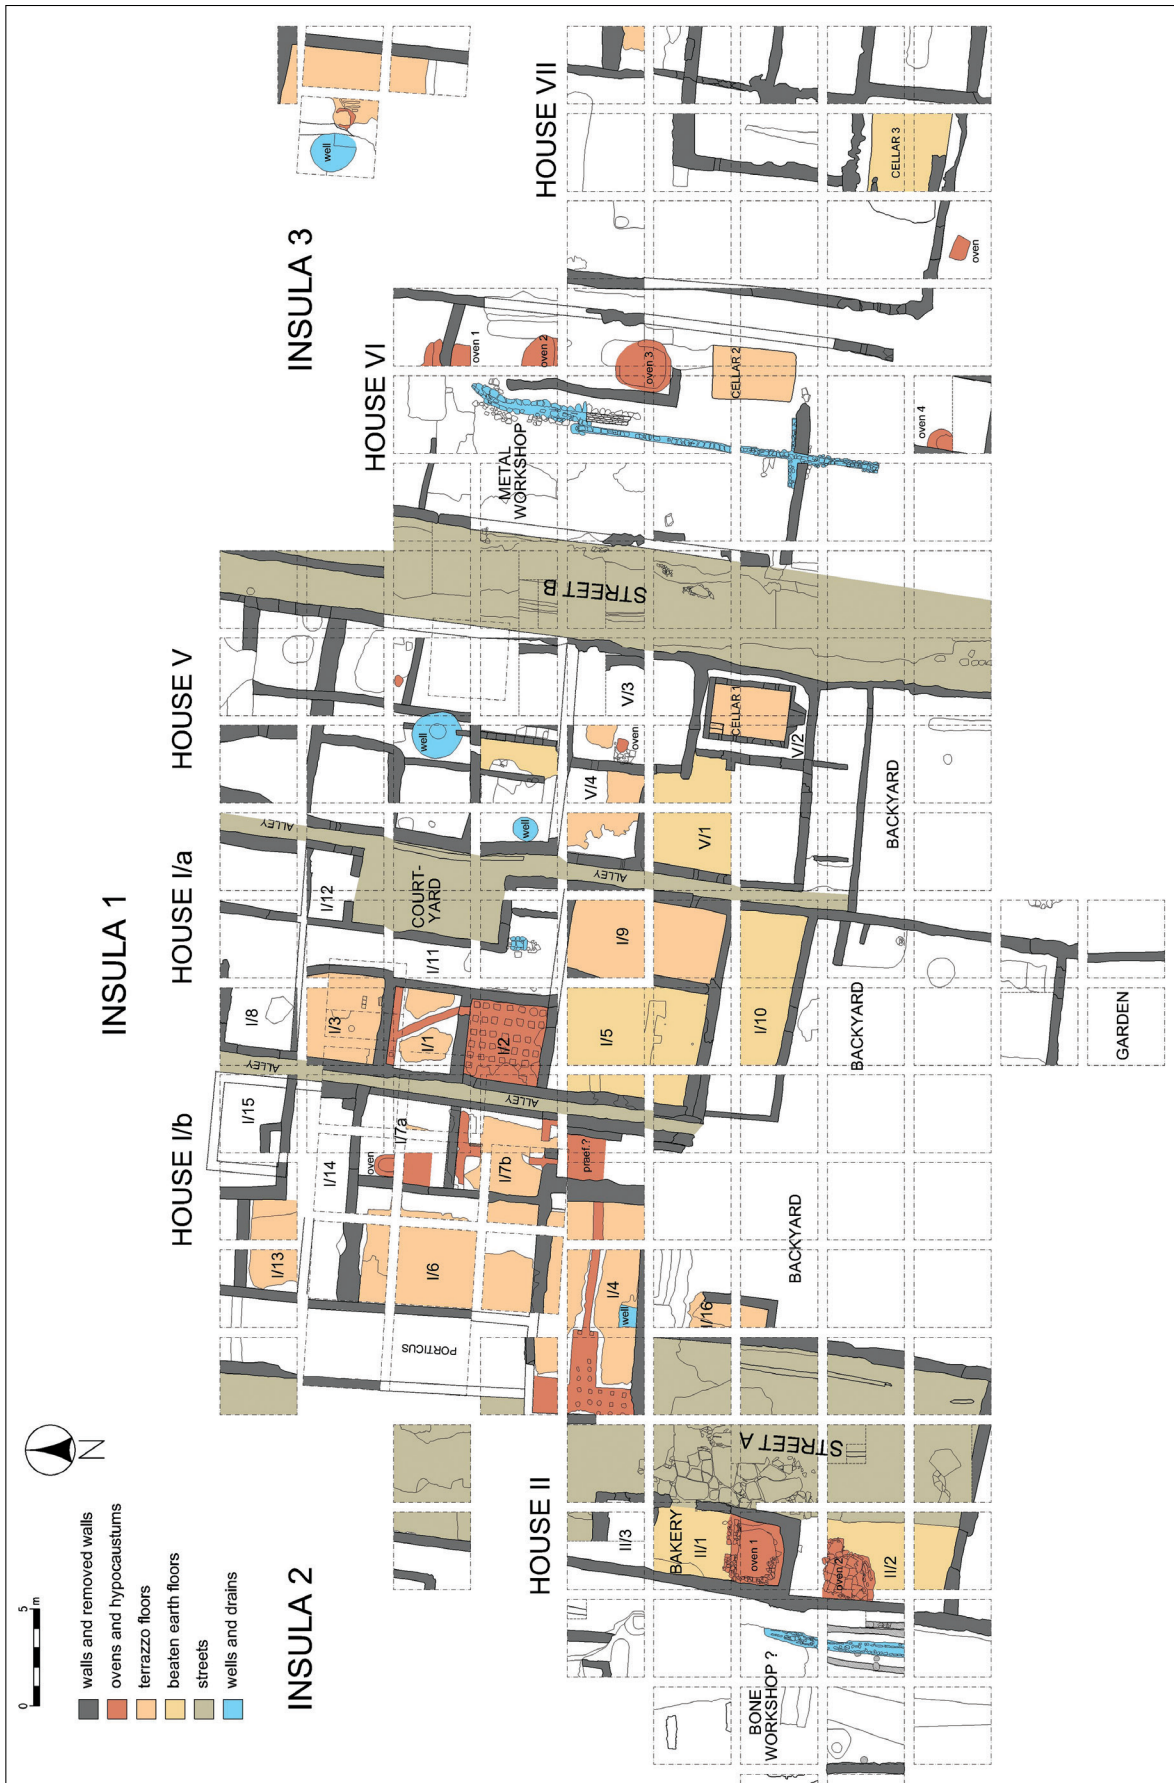 N
0 5
m
walls and removed walls
ovens and hypocaustums
terrazzo floors
beaten earth floors
streets
wells and drains
INSULA 2
INSULA 1
INSULA 3
HOUSE II
HOUSE I/b
HOUSE I/a
HOUSE V
HOUSE VI
HOUSE VII
well
I/15
ALLEY
I/8
ALLEY
I/13
I/14
I/3
I/12
PORTICUS
I/6
oven
I/7a
I/1
I/11
COURT-
YARD
well
oven 1
I/7b
ALLEY
I/2
well
METAL
WORKSHOP
oven 2
II/3
well
I/4
praef.?
I/5
I/9
ALLEY
V/4
oven
V/3
STREET B
oven 3
BAKERY
II/1
I/16
V/1
CELLAR 1
CELLAR 2
BONE
WORKSHOP ?
oven 1
STREET A
BACKYARD
I/10
V/2
oven 2
II/2
BACKYARD
BACKYARD
CELLAR 3
oven 4
oven
GARDEN